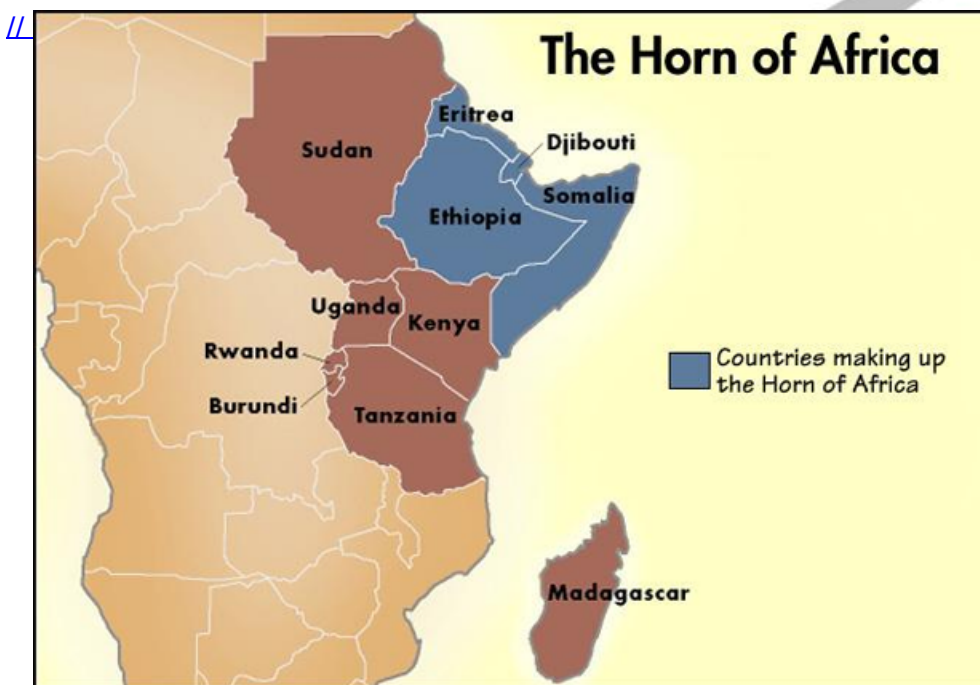 //
The Horn of Africa
Eritrea
Djibouti
Sudan
Somalia
Ethiopia
Uganda
Kenya
Rwanda
Countries making up
the Horn of Africa
Burundi
Tanzania
Madagascar